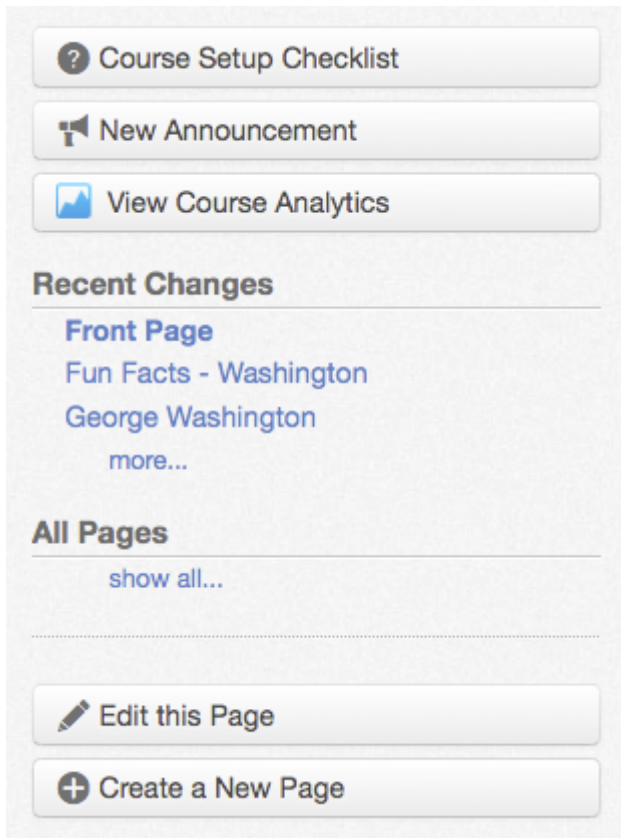 Course Setup Checklist
New Announcement
View Course Analytics
Recent Changes
Front Page
Fun Facts - Washington
George Washington
more...
All Pages
show all...
Edit this Page
Create a New Page